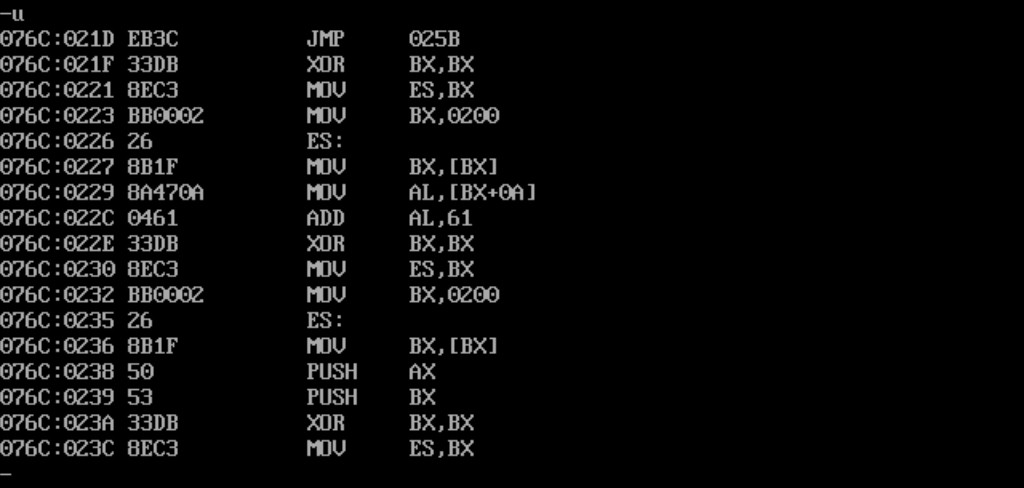 -u
076C:021D EB3C JMP 025B
076C:021F 33DB XOR BX,BX
076C:0221 8EC3 MOV ES,BX
076C:0223 BB0002 MOV BX,0200
076C:0226 26 ES:
076C:0227 8B1F MOV BX,[BX]
076C:0229 8A470A MOV AL,[BX+0A]
076C:022C 0461 ADD AL,61
076C:022E 33DB XOR BX,BX
076C:0230 8EC3 MOV ES,BX
076C:0232 BB0002 MOV BX,0200
076C:0235 26 ES:
076C:0236 8B1F MOV BX,[BX]
076C:0238 50 PUSH AX
076C:0239 53 PUSH BX
076C:023A 33DB XOR BX,BX
076C:023C 8EC3 MOV ES,BX
-